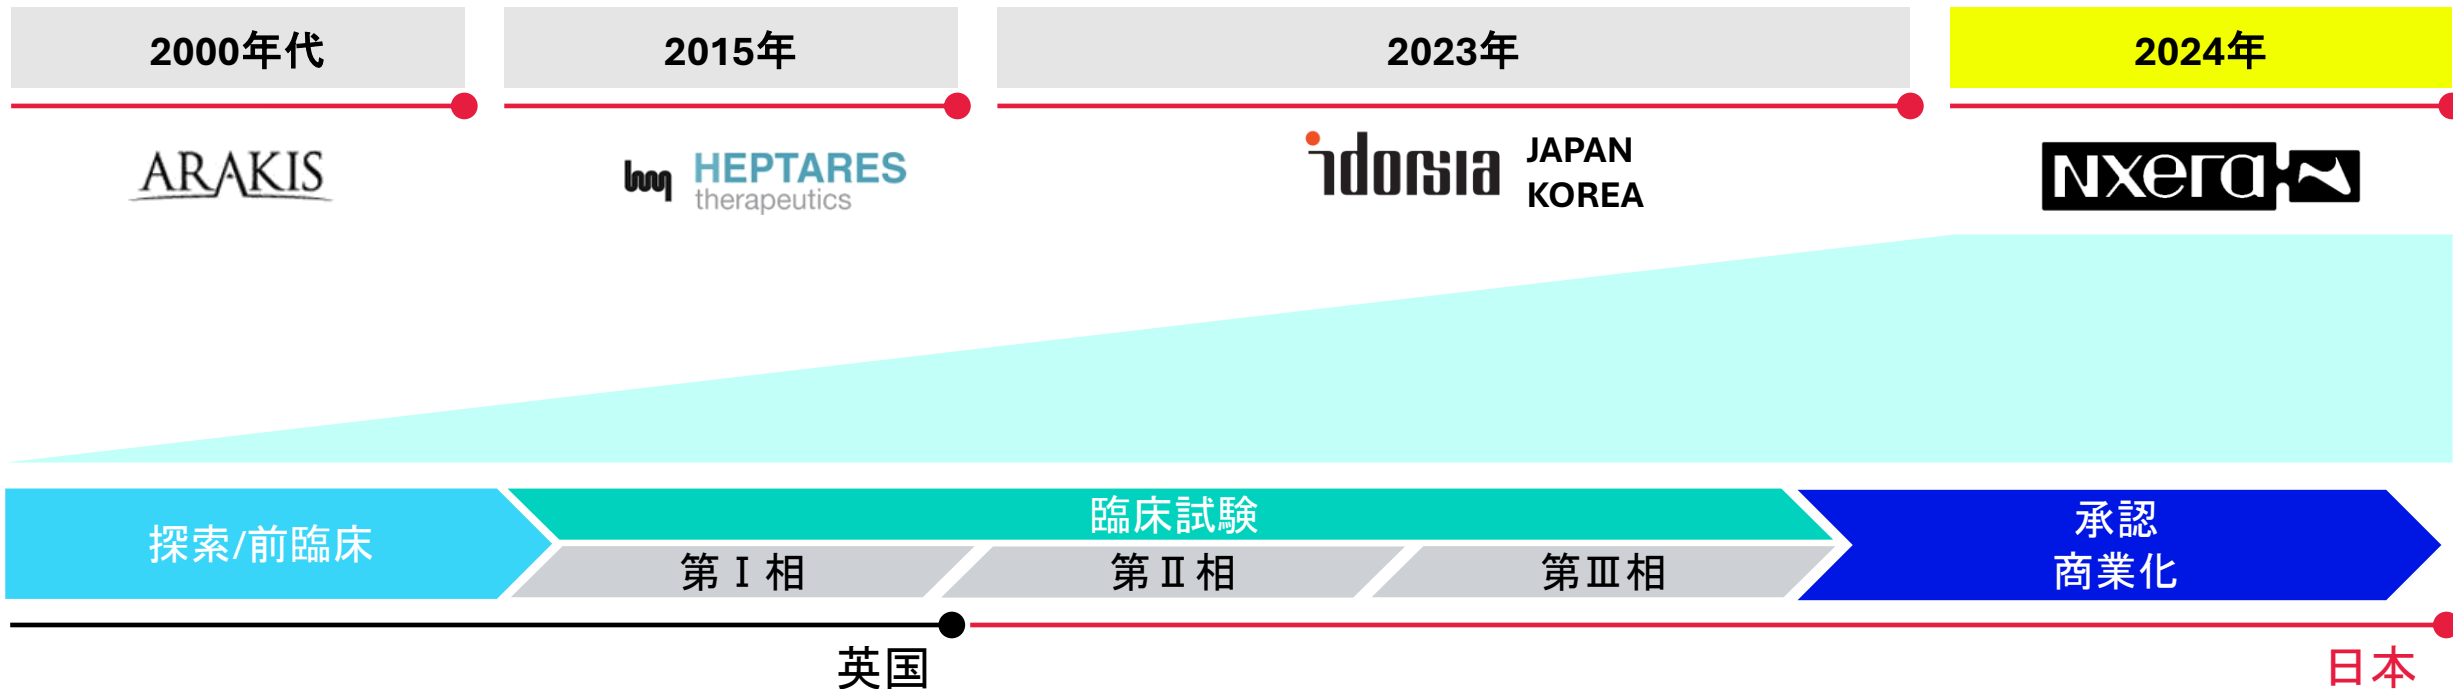 2000年代
2015年
2023年
2024年
ARAKIS
HEPTARES
therapeutics
idorsia
JAPAN
KOREA
Nxera
探索/前臨床
臨床試験
第Ⅰ相
第Ⅱ相
第Ⅲ相
承認
商業化
英国
日本